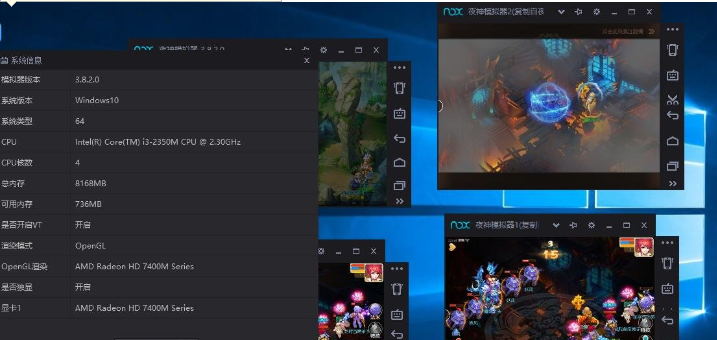 nox 夜神模拟器2(复制自夜
nox 夜神模拟器 3.8.2.0
系统信息
模拟器版本 3.8.2.0
系统版本 Windows10
系统类型 64
CPU Intel(R) Core(TM) i3-2350M CPU @ 2.30GHz
CPU核数 4
总内存 8168MB
可用内存 736MB
是否开启VT 开启
渲染模式 OpenGL
OpenGL渲染 AMD Radeon HD 7400M Series
是否独显 开启
显卡1 AMD Radeon HD 7400M Series
nox 夜神模拟器1(复制
3
15